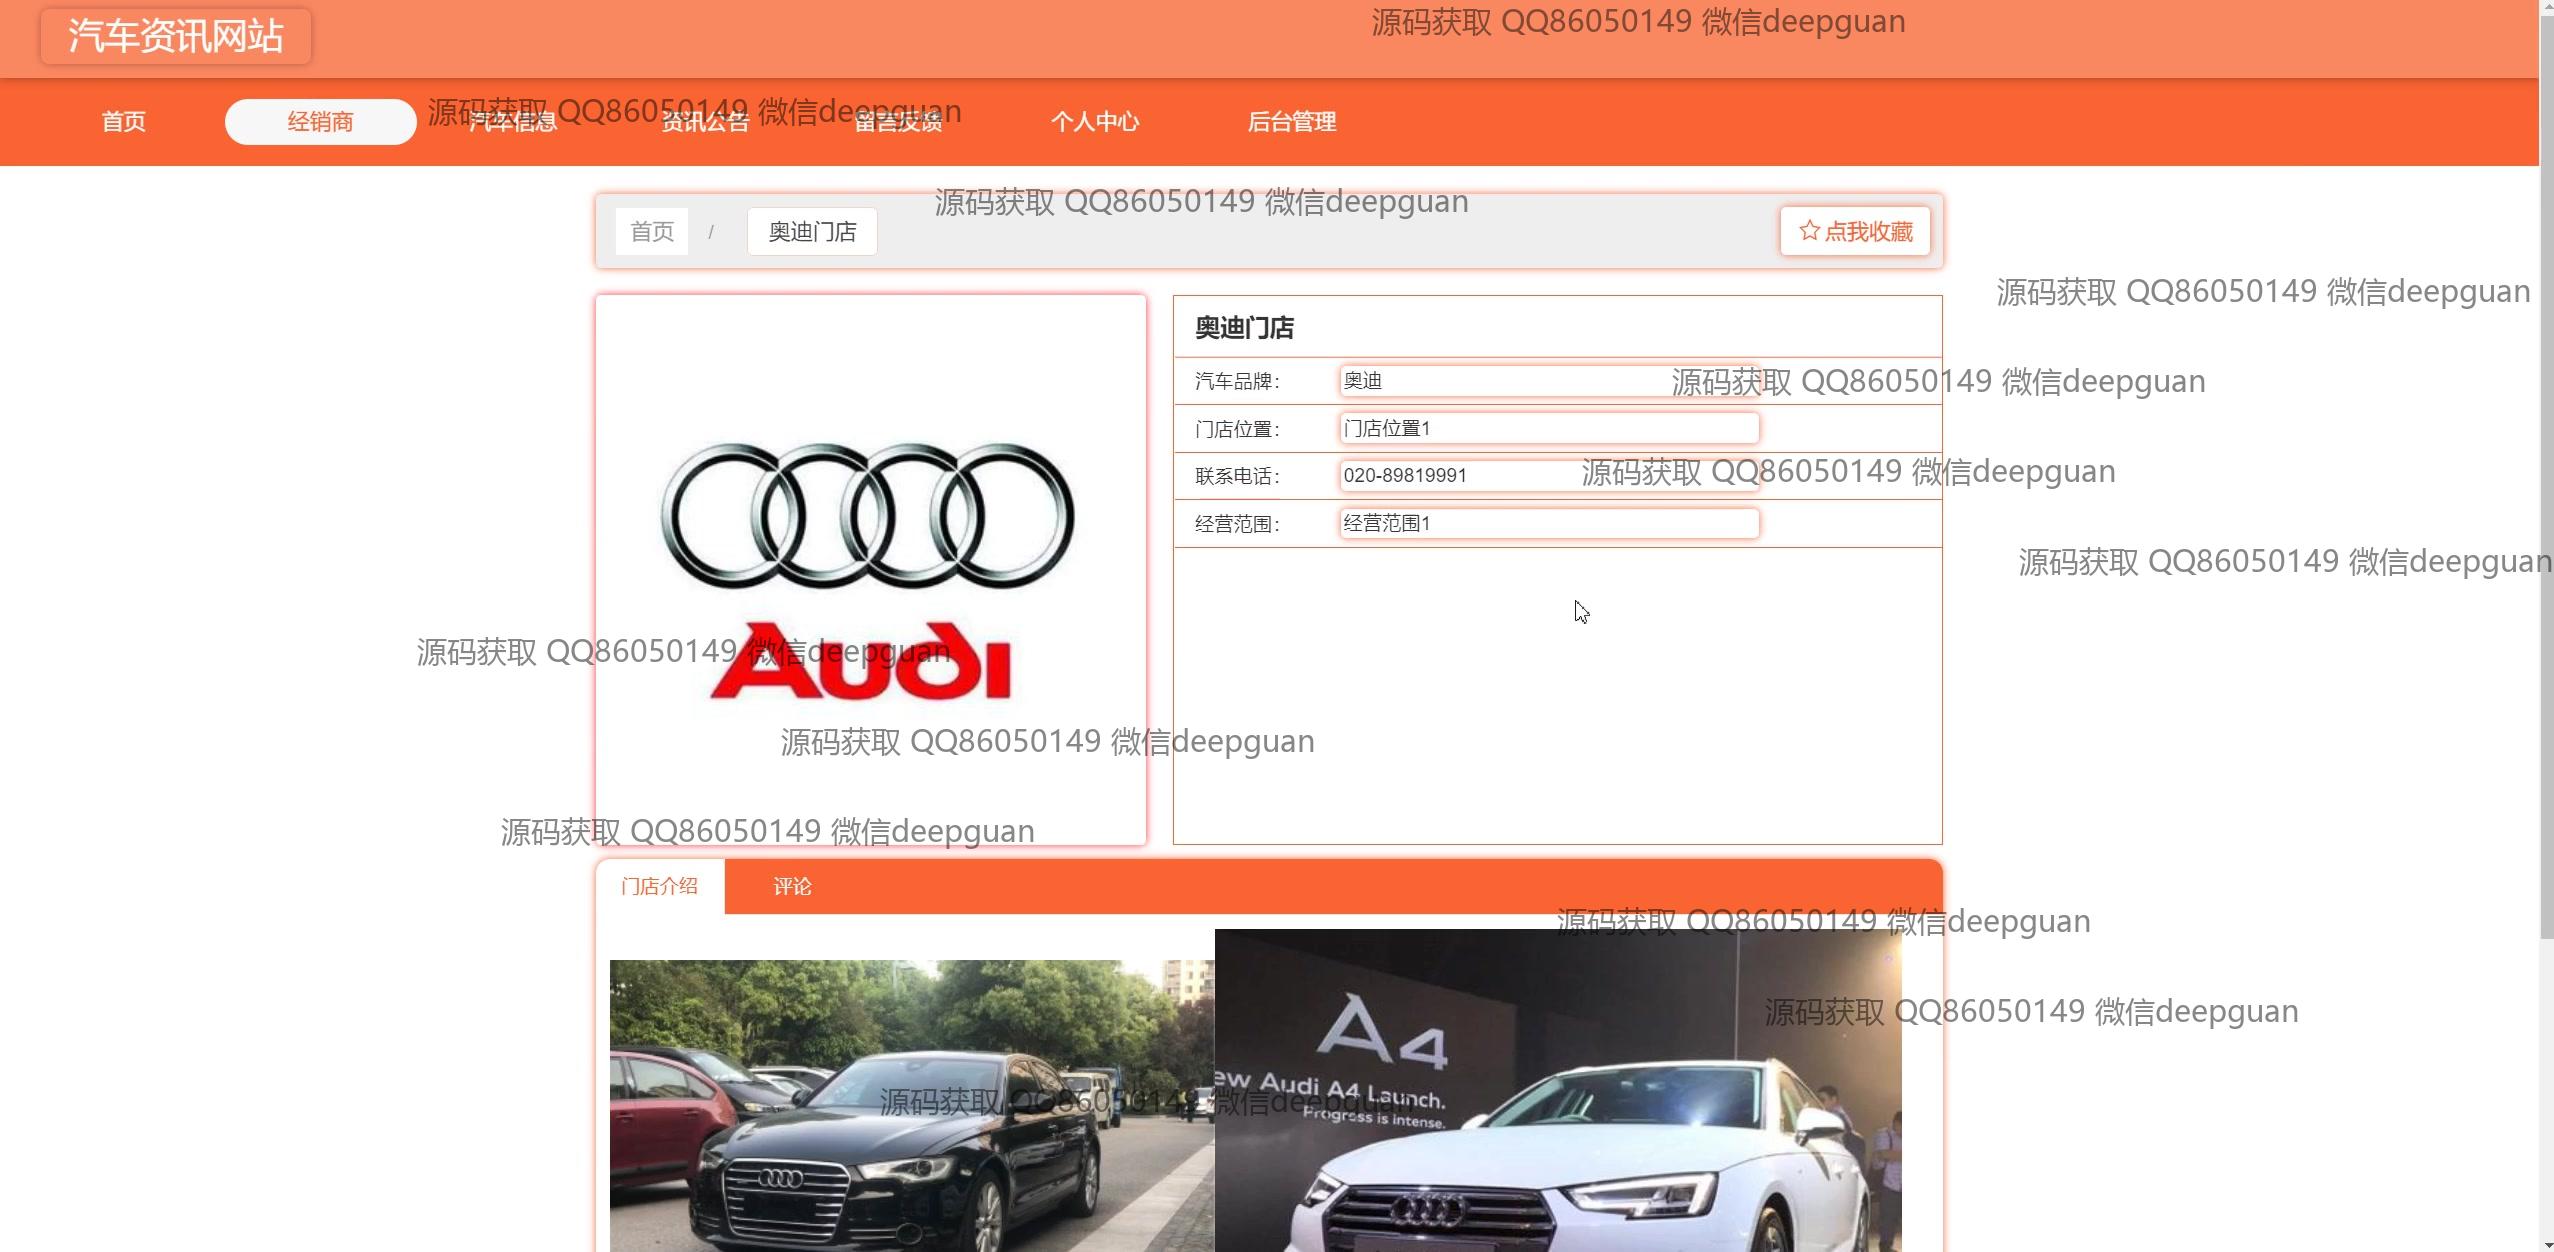 汽车资讯网站
源码获取 QQ86050149 微信deepguan
首页
经销商
汽车信息
资讯公告
留言反馈
个人中心
后台管理
源码获取 QQ86050149 微信deepguan
源码获取 QQ86050149 微信deepguan
首页 / 奥迪门店
点我收藏
源码获取 QQ86050149 微信deepguan
奥迪门店
汽车品牌： 奥迪
源码获取 QQ86050149 微信deepguan
门店位置： 门店位置1
联系电话： 020-89819991
源码获取 QQ86050149 微信deepguan
经营范围： 经营范围1
源码获取 QQ86050149 微信deepguan
Audi
源码获取 QQ86050149 微信deepguan
源码获取 QQ86050149 微信deepguan
源码获取 QQ86050149 微信deepguan
门店介绍
评论
源码获取 QQ86050149 微信deepguan
源码获取 QQ86050149 微信deepguan
A4
ew Audi A4 Launch.
Progress is intense.
源码获取 QQ86050149 微信deepguan